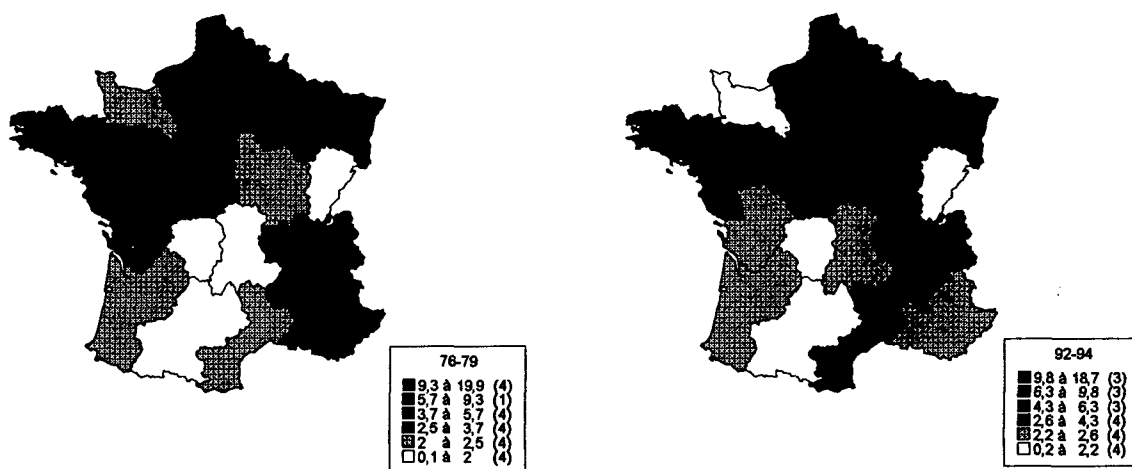 76-79
9,3 à 19,9 (4)
5,7 à 9,3 (1)
3,7 à 5,7 (4)
2,5 à 3,7 (4)
2 à 2,5 (4)
0,1 à 2 (4)
92-94
9,8 à 18,7 (3)
6,3 à 9,8 (3)
4,3 à 6,3 (3)
2,6 à 4,3 (4)
2,2 à 2,6 (4)
0,2 à 2,2 (4)